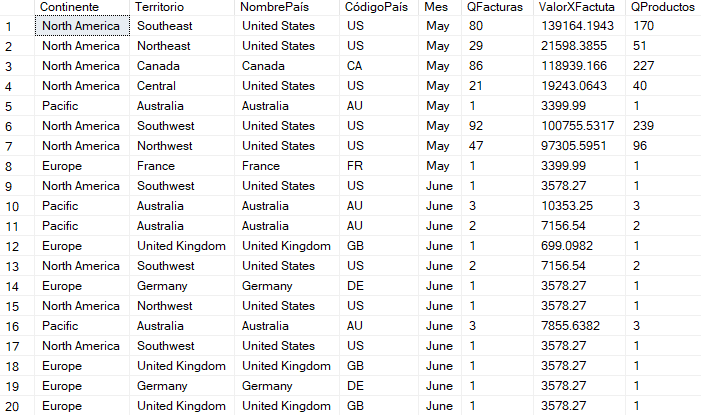 Continente Territorio NombrePaís CódigoPaís Mes QFacturas ValorXFactuta QProductos
1 North America Southeast United States US May 80 139164.1943 170
2 North America Northeast United States US May 29 21598.3855 51
3 North America Canada Canada CA May 86 118939.166 227
4 North America Central United States US May 21 19243.0643 40
5 Pacific Australia Australia AU May 1 3399.99 1
6 North America Southwest United States US May 92 100755.5317 239
7 North America Northwest United States US May 47 97305.5951 96
8 Europe France France FR May 1 3399.99 1
9 North America Southwest United States US June 1 3578.27 1
10 Pacific Australia Australia AU June 3 10353.25 3
11 Pacific Australia Australia AU June 2 7156.54 2
12 Europe United Kingdom United Kingdom GB June 1 699.0982 1
13 North America Southwest United States US June 2 7156.54 2
14 Europe Germany Germany DE June 1 3578.27 1
15 North America Northwest United States US June 1 3578.27 1
16 Pacific Australia Australia AU June 3 7855.6382 3
17 North America Southwest United States US June 1 3578.27 1
18 Europe United Kingdom United Kingdom GB June 1 3578.27 1
19 Europe Germany Germany DE June 1 3578.27 1
20 Europe United Kingdom United Kingdom GB June 1 3578.27 1